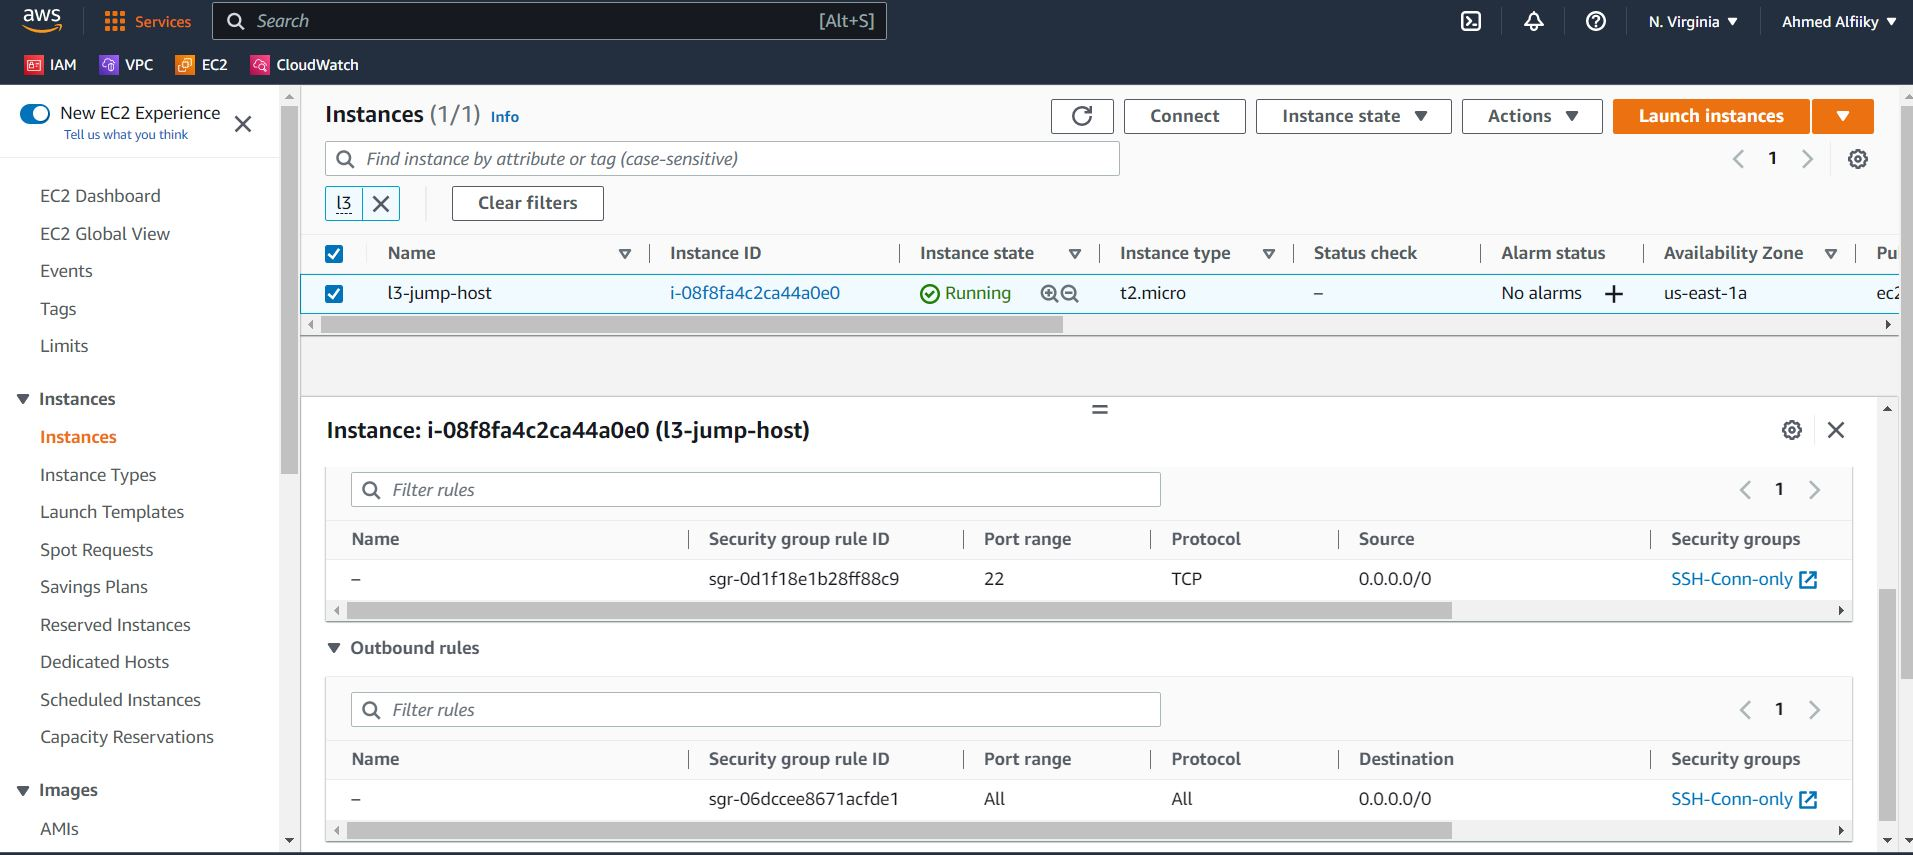 aws Services Search [Alt+S] N. Virginia Ahmed Alfiiky
IAM VPC EC2 CloudWatch
New EC2 Experience
Tell us what you think
EC2 Dashboard
EC2 Global View
Events
Tags
Limits
Instances
Instances
Instance Types
Launch Templates
Spot Requests
Savings Plans
Reserved Instances
Dedicated Hosts
Scheduled Instances
Capacity Reservations
Images
AMIs
Instances (1/1) Info Connect Instance state Actions Launch instances
Find instance by attribute or tag (case-sensitive) 1
l3 Clear filters
Name Instance ID Instance state Instance type Status check Alarm status Availability Zone Pu
l3-jump-host i-08f8fa4c2ca44a0e0 Running t2.micro – No alarms + us-east-1a ec2
Instance: i-08f8fa4c2ca44a0e0 (l3-jump-host)
Filter rules 1
Name Security group rule ID Port range Protocol Source Security groups
– sgr-0d1f18e1b28ff88c9 22 TCP 0.0.0.0/0 SSH-Conn-only
Outbound rules
Filter rules 1
Name Security group rule ID Port range Protocol Destination Security groups
– sgr-06dccee8671acfde1 All All 0.0.0.0/0 SSH-Conn-only